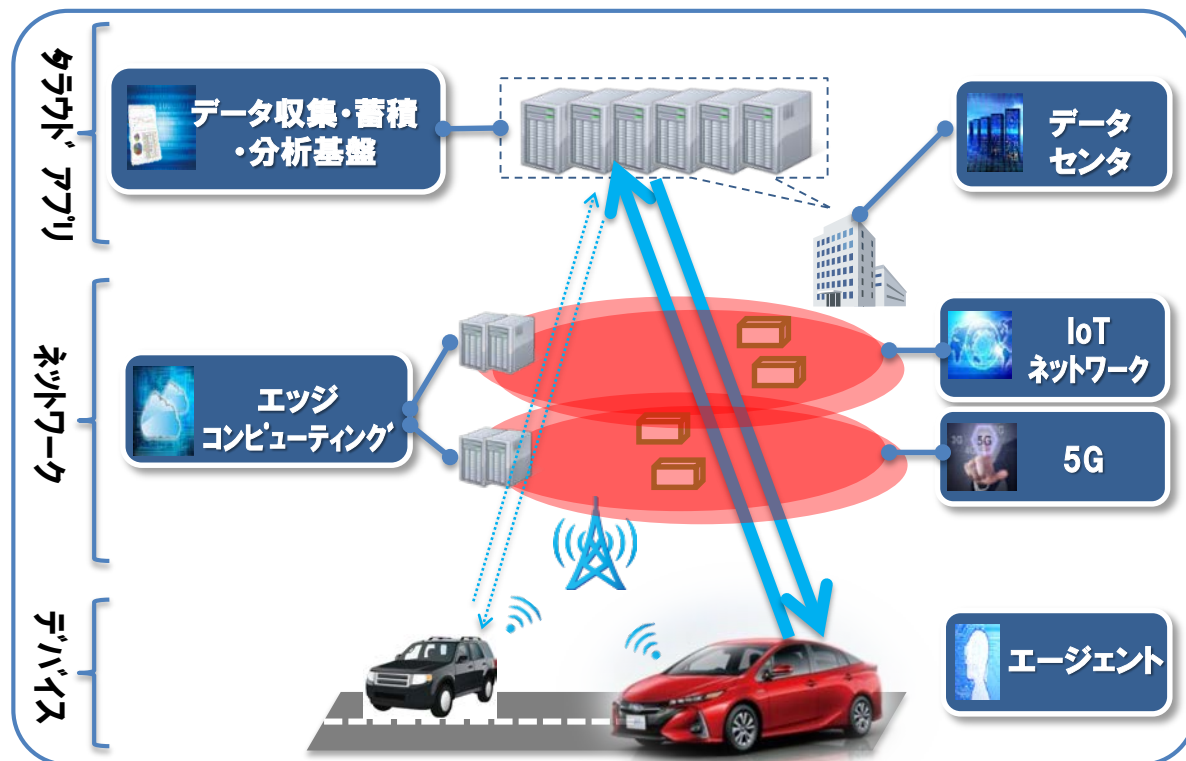 タラウド アプリ
データ収集・蓄積
・分析基盤
データ
センタ
ネットワーク
エッジ
コンピューティング
IoT
ネットワーク
3G
5G
5G
デバイス
エージェント